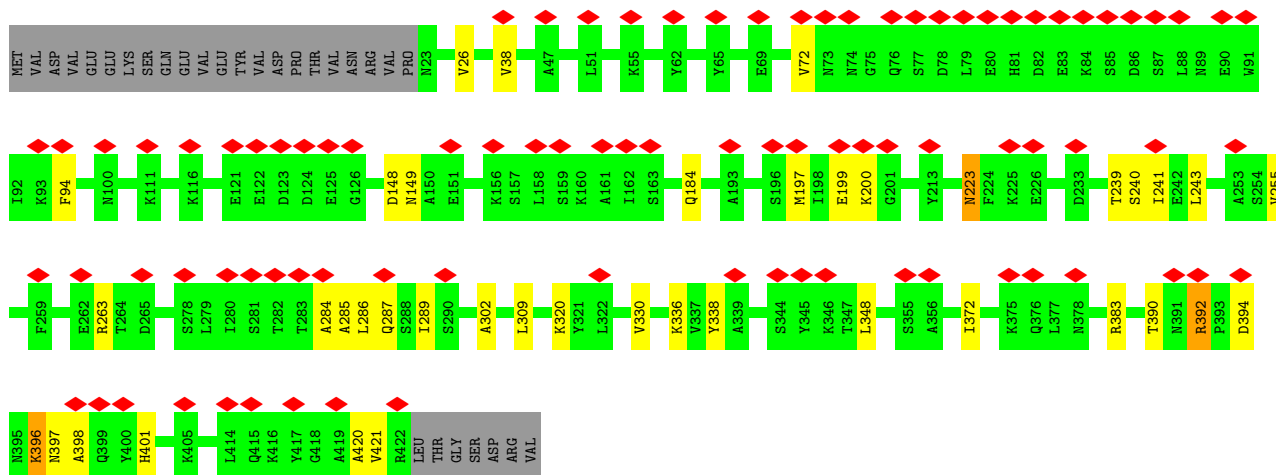 MET VAL ASP VAL GLU GLU LYS SER GLN GLU VAL GLU TYR VAL ASP PRO THR VAL ASN ARG VAL PRO N23 V26 V38 A47 L51 K55 Y62 Y65 E69 V72 N73 N74 G75 Q76 S77 D78 L79 E80 H81 D82 E83 K84 S85 D86 S87 L88 N89 E90 W91
I92 K93 F94 N100 K111 K116 E121 E122 D123 D124 E125 G126 D148 N149 A150 E151 K156 S157 L158 S159 K160 A161 I162 S163 Q184 A193 S196 M197 I198 E199 K200 G201 Y213 N223 F224 K225 E226 D233 T239 S240 I241 E242 L243 A253 S254 V255
F259 E262 R263 T264 D265 S278 L279 I280 S281 T282 T283 A284 A285 L286 Q287 S288 I289 S290 A302 L309 K320 Y321 L322 V330 K336 V337 Y338 A339 S344 Y345 K346 T347 L348 S355 A356 I372 K375 Q376 L377 N378 R383 T390 N391 R392 P393 D394
N395 K396 N397 A398 Q399 Y400 H401 K405 L414 Q415 K416 Y417 G418 A419 A420 V421 R422 LEU THR GLY SER ASP ARG VAL